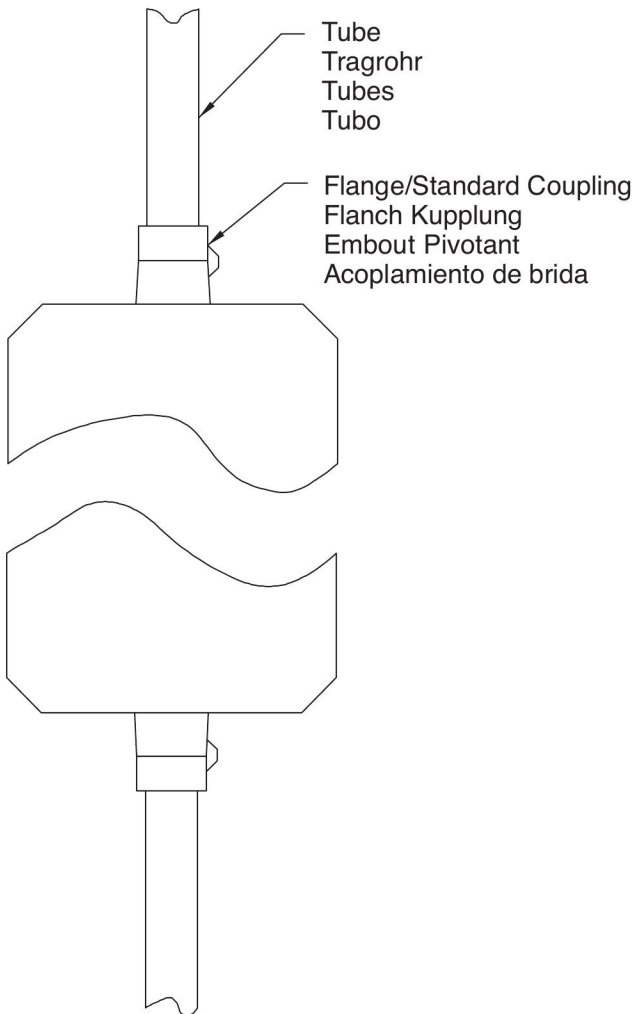 Tube
Tragrohr
Tubes
Tubo
Flange/Standard Coupling
Flanch Kupplung
Embout Pivotant
Acoplamiento de brida